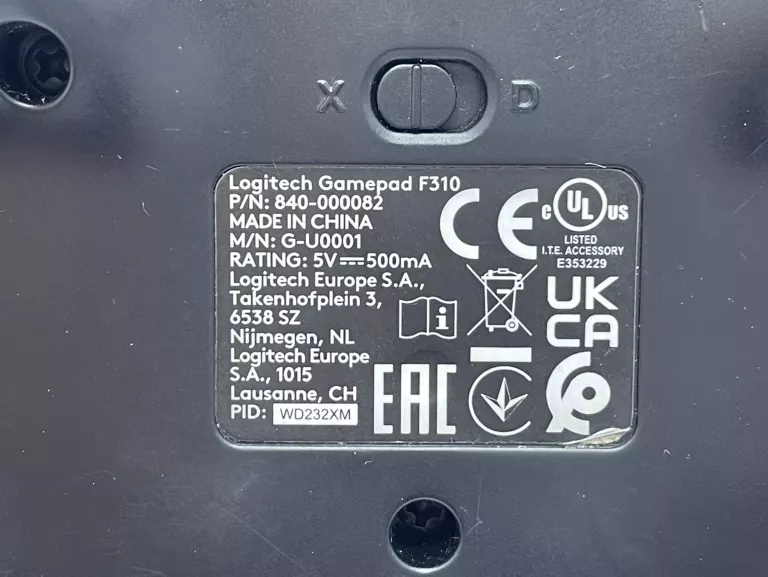 X D
Logitech Gamepad F310
P/N: 840-000082
MADE IN CHINA
M/N: G-U0001
RATING: 5V⎓500mA
Logitech Europe S.A.,
Takenhofplein 3,
6538 SZ
Nijmegen, NL
Logitech Europe
S.A., 1015
Lausanne, CH
PID: WD232XM
CE
c UL US
LISTED
I.T.E. ACCESSORY
E353229
i
UK
CA
EAC